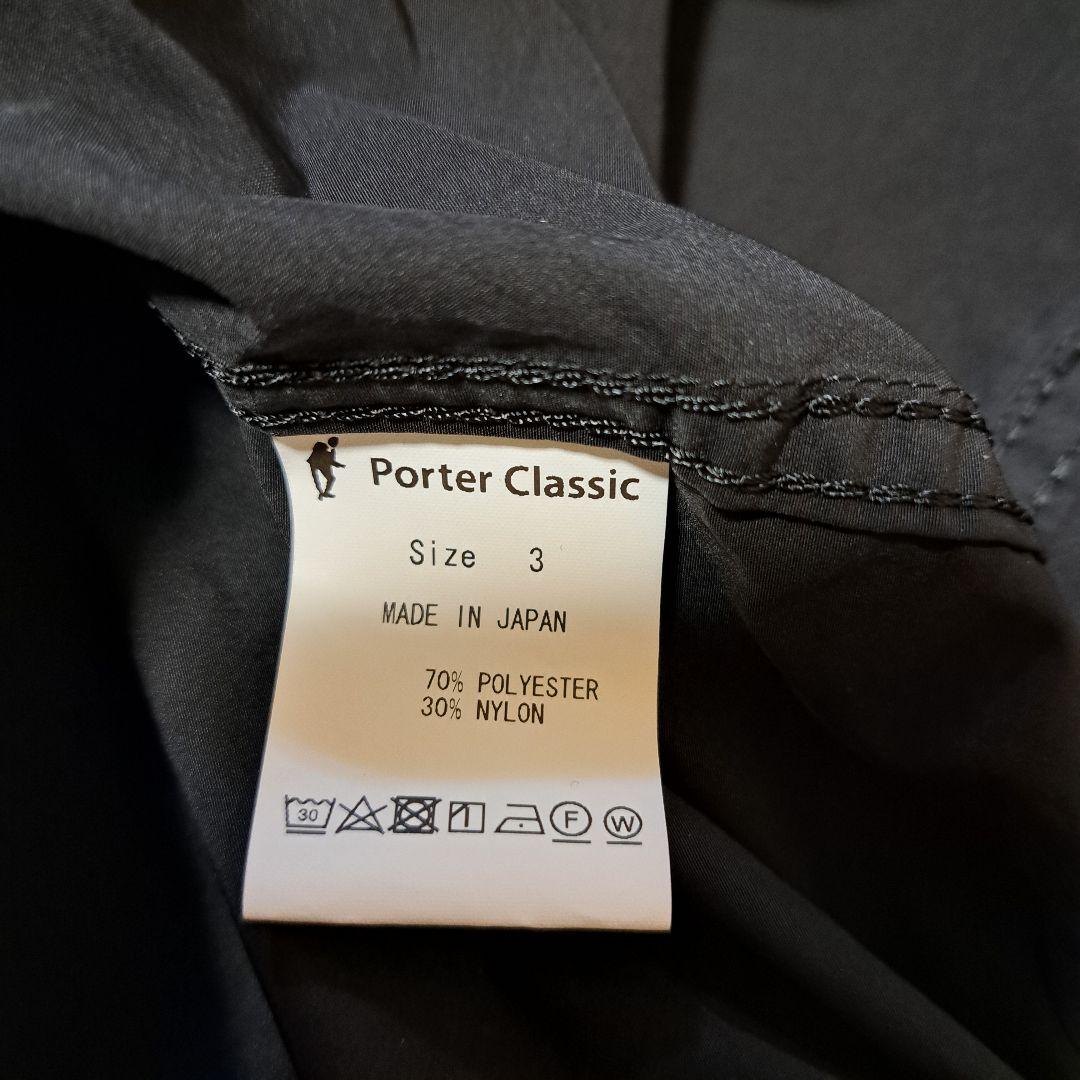 Porter Classic
Size 3
MADE IN JAPAN
70% POLYESTER
30% NYLON
30 F W